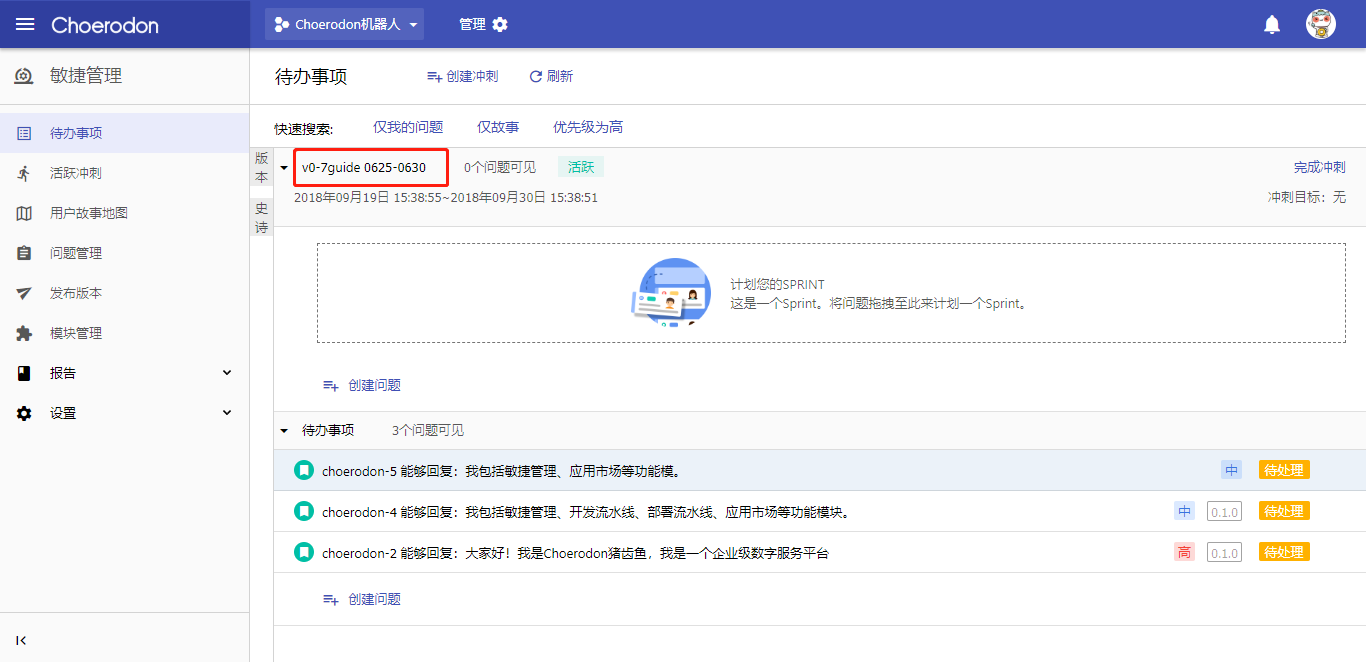 Choerodon
Choerodon机器人
管理
敏捷管理
待办事项
活跃冲刺
用户故事地图
问题管理
发布版本
模块管理
报告
设置
待办事项
创建冲刺
刷新
快速搜索:
仅我的问题
仅故事
优先级为高
版本
史诗
v0-7guide 0625-0630
0个问题可见
活跃
完成冲刺
2018年09月19日 15:38:55~2018年09月30日 15:38:51
冲刺目标：无
计划您的SPRINT
这是一个Sprint。将问题拖拽至此来计划一个Sprint。
创建问题
待办事项
3个问题可见
choerodon-5 能够回复：我包括敏捷管理、应用市场等功能模。
中
待处理
choerodon-4 能够回复：我包括敏捷管理、开发流水线、部署流水线、应用市场等功能模块。
中
0.1.0
待处理
choerodon-2 能够回复：大家好！我是Choerodon猪齿鱼，我是一个企业级数字服务平台
高
0.1.0
待处理
创建问题